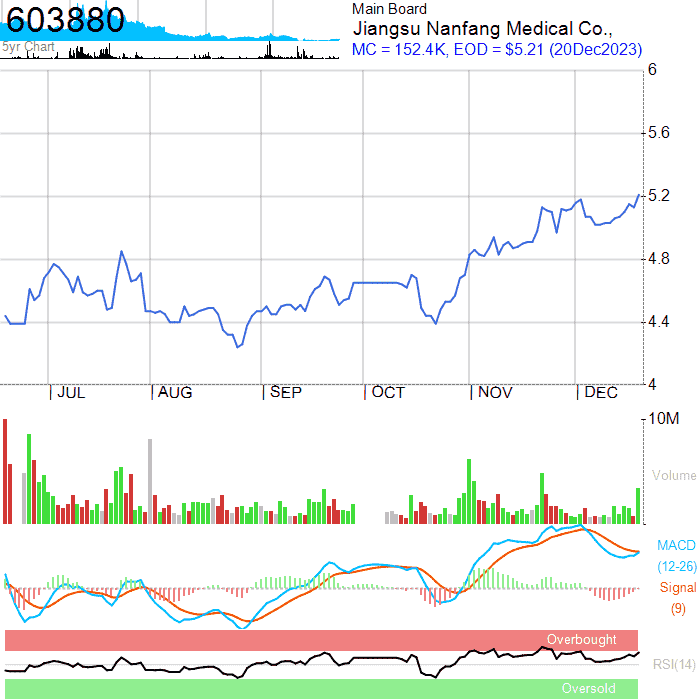 603880
5yr Chart
Main Board
Jiangsu Nanfang Medical Co.,
MC = 152.4K, EOD = $5.21 (20Dec2023)
6
5.6
5.2
4.8
4.4
4
JUL
AUG
SEP
OCT
NOV
DEC
10M
Volume
MACD
(12-26)
Signal
(9)
Overbought
RSI(14)
Oversold